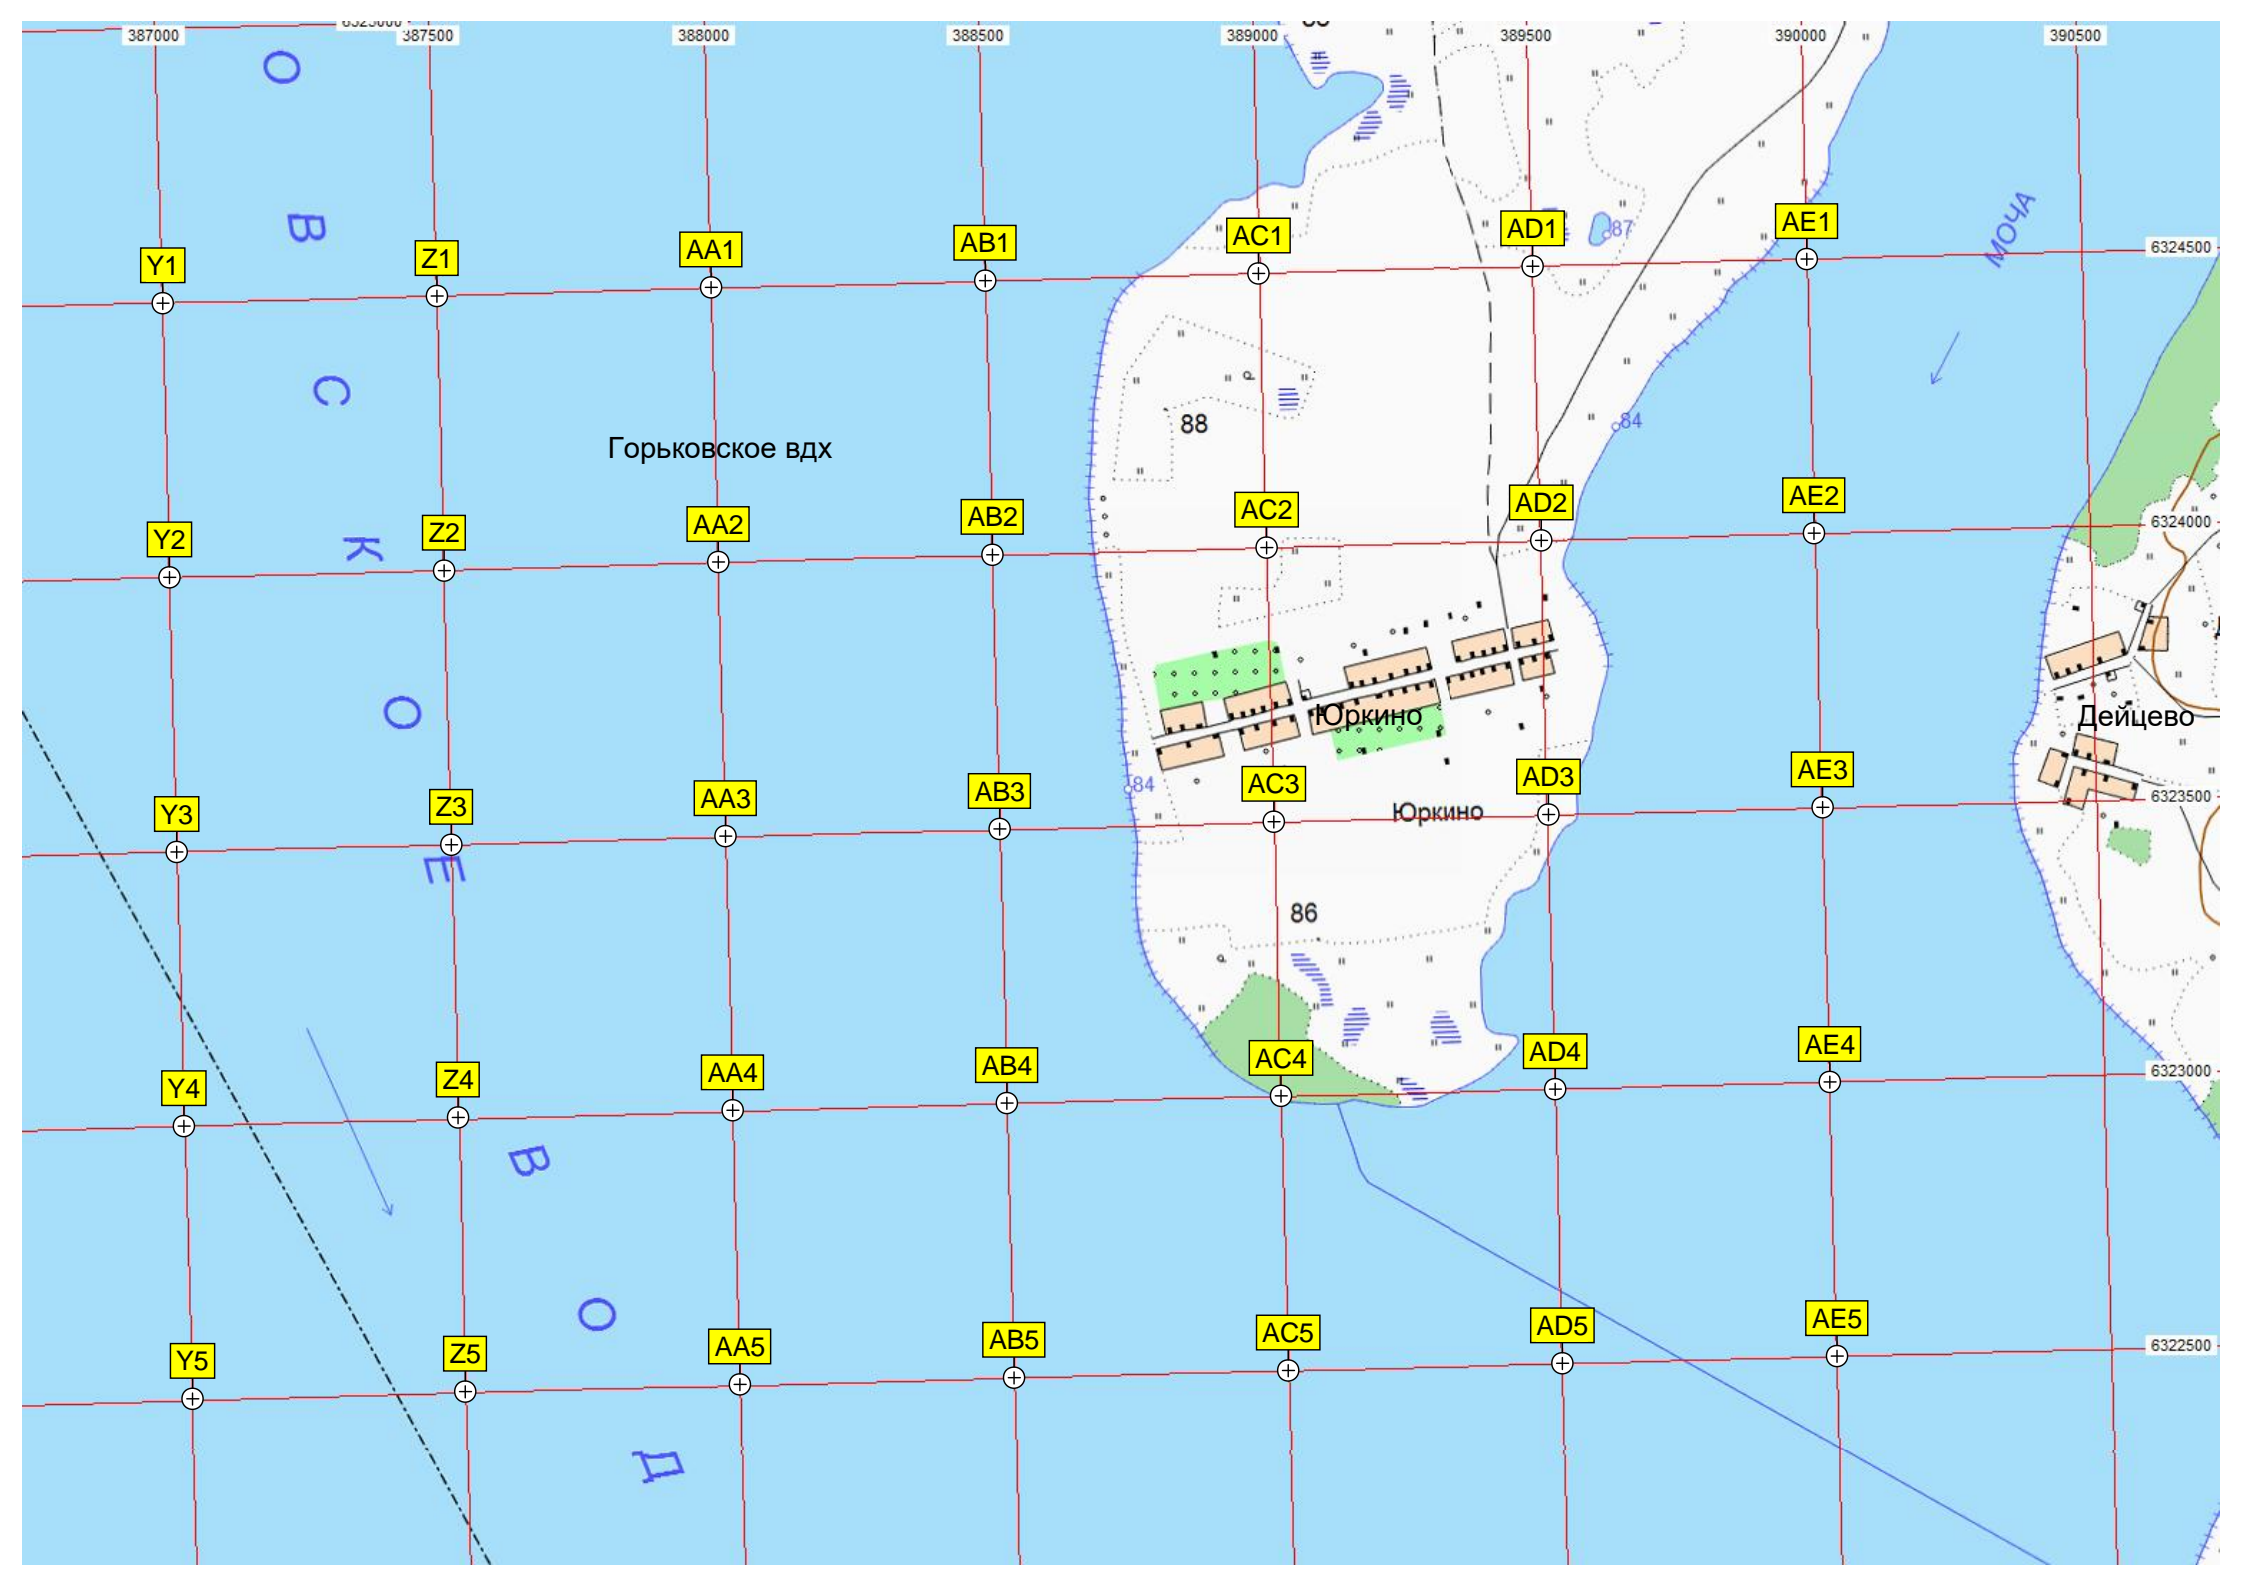 6325000
387000 387500 388000 388500 389000 389500 390000 390500
О
В
С
К
О
Е
В
О
Д
МОЧА
87
Y1 Z1 AA1 AB1 AC1 AD1 AE1
6324500
88
84
Горьковское вдх
Y2 Z2 AA2 AB2 AC2 AD2 AE2
6324000
Юркино
Дейцево
84
Y3 Z3 AA3 AB3 AC3 AD3 AE3
6323500
Юркино
86
Y4 Z4 AA4 AB4 AC4 AD4 AE4
6323000
Y5 Z5 AA5 AB5 AC5 AD5 AE5
6322500